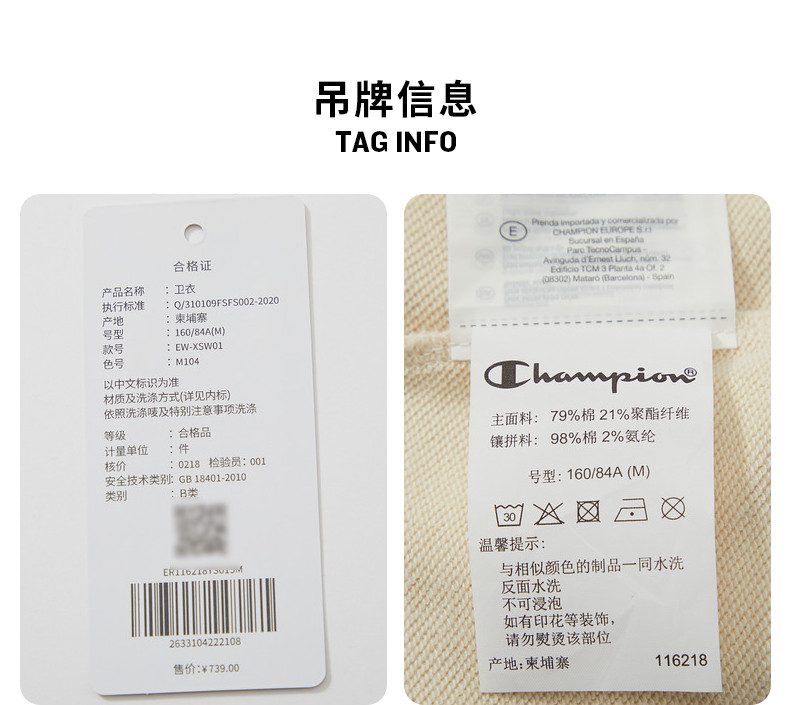 吊牌信息
TAG INFO
合格证
产品名称 : 卫衣
执行标准 : Q/310109FSFS002-2020
产地 : 柬埔寨
号型 : 160/84A(M)
款号 : EW-XSW01
色号 : M104
以中文标识为准
材质及洗涤方式(详见内标)
依照洗涤唛及特别注意事项洗涤
等级 : 合格品
计量单位 : 件
核价 : 0218 检验员: 001
安全技术类别: GB 18401-2010
类别 : B类
2633104222108
售价:¥739.00
E
Prenda importada y comercializada por
CHAMPION EUROPE S.r.l
Sucursal en España
Parc TecnoCampus -
Avinguda d'Ernest Lluch, núm. 32
Edificio TCM 3 Planta 4a Of. 2
(08302) Mataró (Barcelona) - Spain
Champion®
主面料: 79%棉 21%聚酯纤维
镶拼料: 98%棉 2%氨纶
号型: 160/84A (M)
30
温馨提示:
与相似颜色的制品一同水洗
反面水洗
不可浸泡
如有印花等装饰,
请勿熨烫该部位
产地:柬埔寨 116218